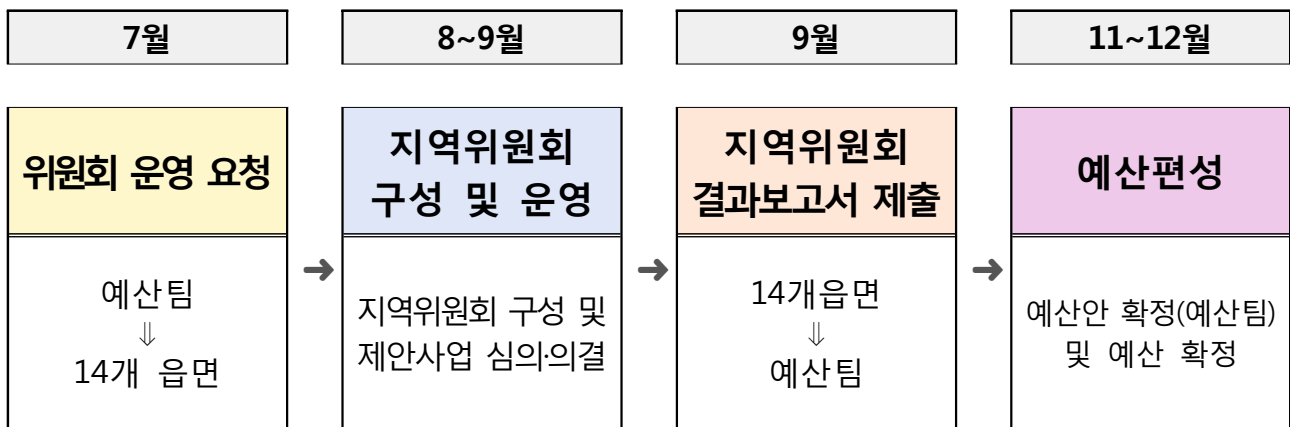 7월
8~9월
9월
11~12월
위원회 운영 요청
지역위원회
구성 및 운영
지역위원회
결과보고서 제출
예산편성
예산팀
⇓
14개 읍면
➜
지역위원회 구성 및
제안사업 심의·의결
➜
14개읍면
⇓
예산팀
➜
예산안 확정(예산팀)
및 예산 확정